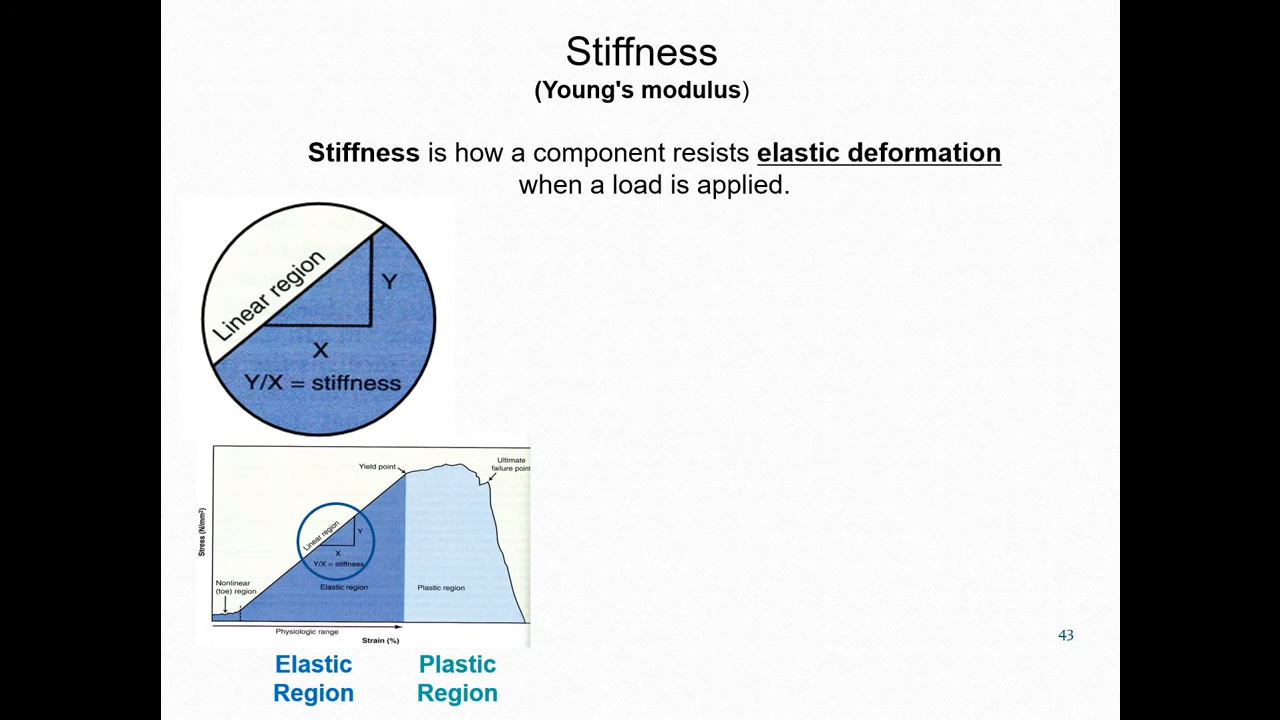 Stiffness
(Young's modulus)
Stiffness is how a component resists elastic deformation
when a load is applied.
Linear region
Y
X
Y/X = stiffness
Yield point
Ultimate
failure point
Stress (N/mm²)
Linear region
Y
X
Y/X = stiffness
Nonlinear
(toe) region
Elastic region
Plastic region
Physiologic range
Strain (%)
Elastic
Region
Plastic
Region
43